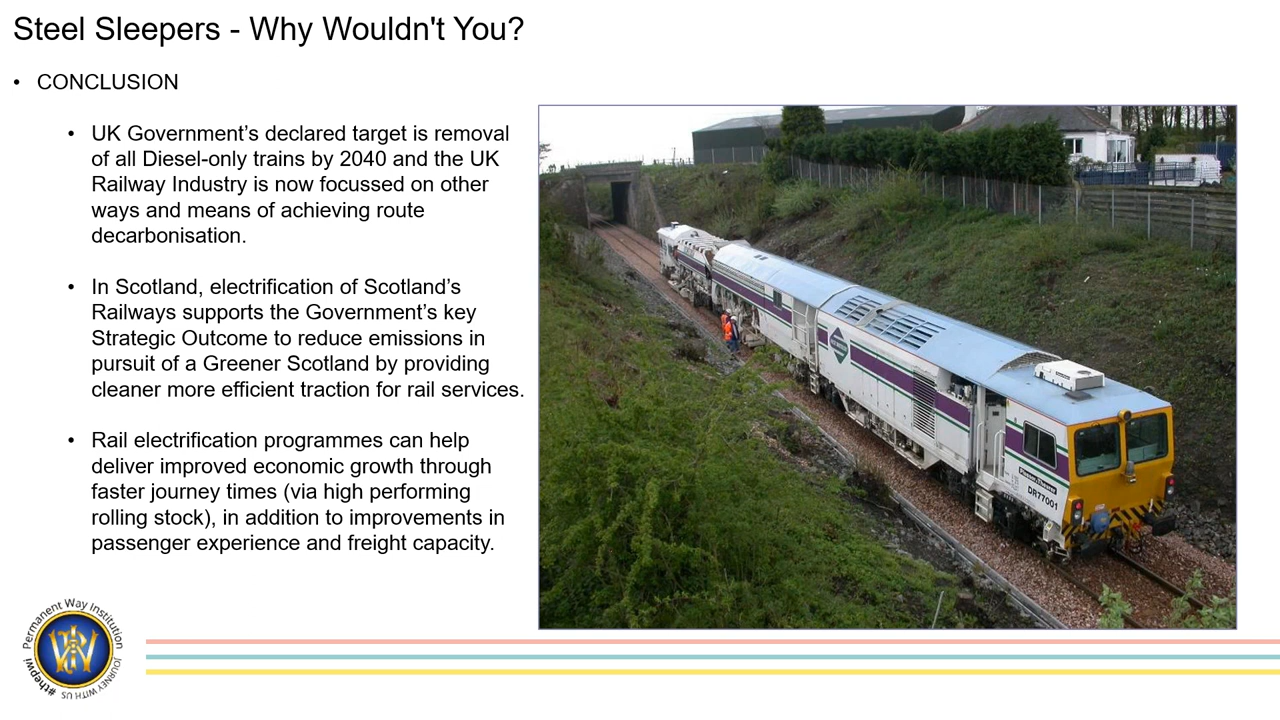 Steel Sleepers - Why Wouldn't You?
• CONCLUSION
• UK Government’s declared target is removal
of all Diesel-only trains by 2040 and the UK
Railway Industry is now focussed on other
ways and means of achieving route
decarbonisation.
• In Scotland, electrification of Scotland’s
Railways supports the Government’s key
Strategic Outcome to reduce emissions in
pursuit of a Greener Scotland by providing
cleaner more efficient traction for rail services.
• Rail electrification programmes can help
deliver improved economic growth through
faster journey times (via high performing
rolling stock), in addition to improvements in
passenger experience and freight capacity.
DR77001
Permanent Way Institution
#thepwi
JOURNEY WITH US